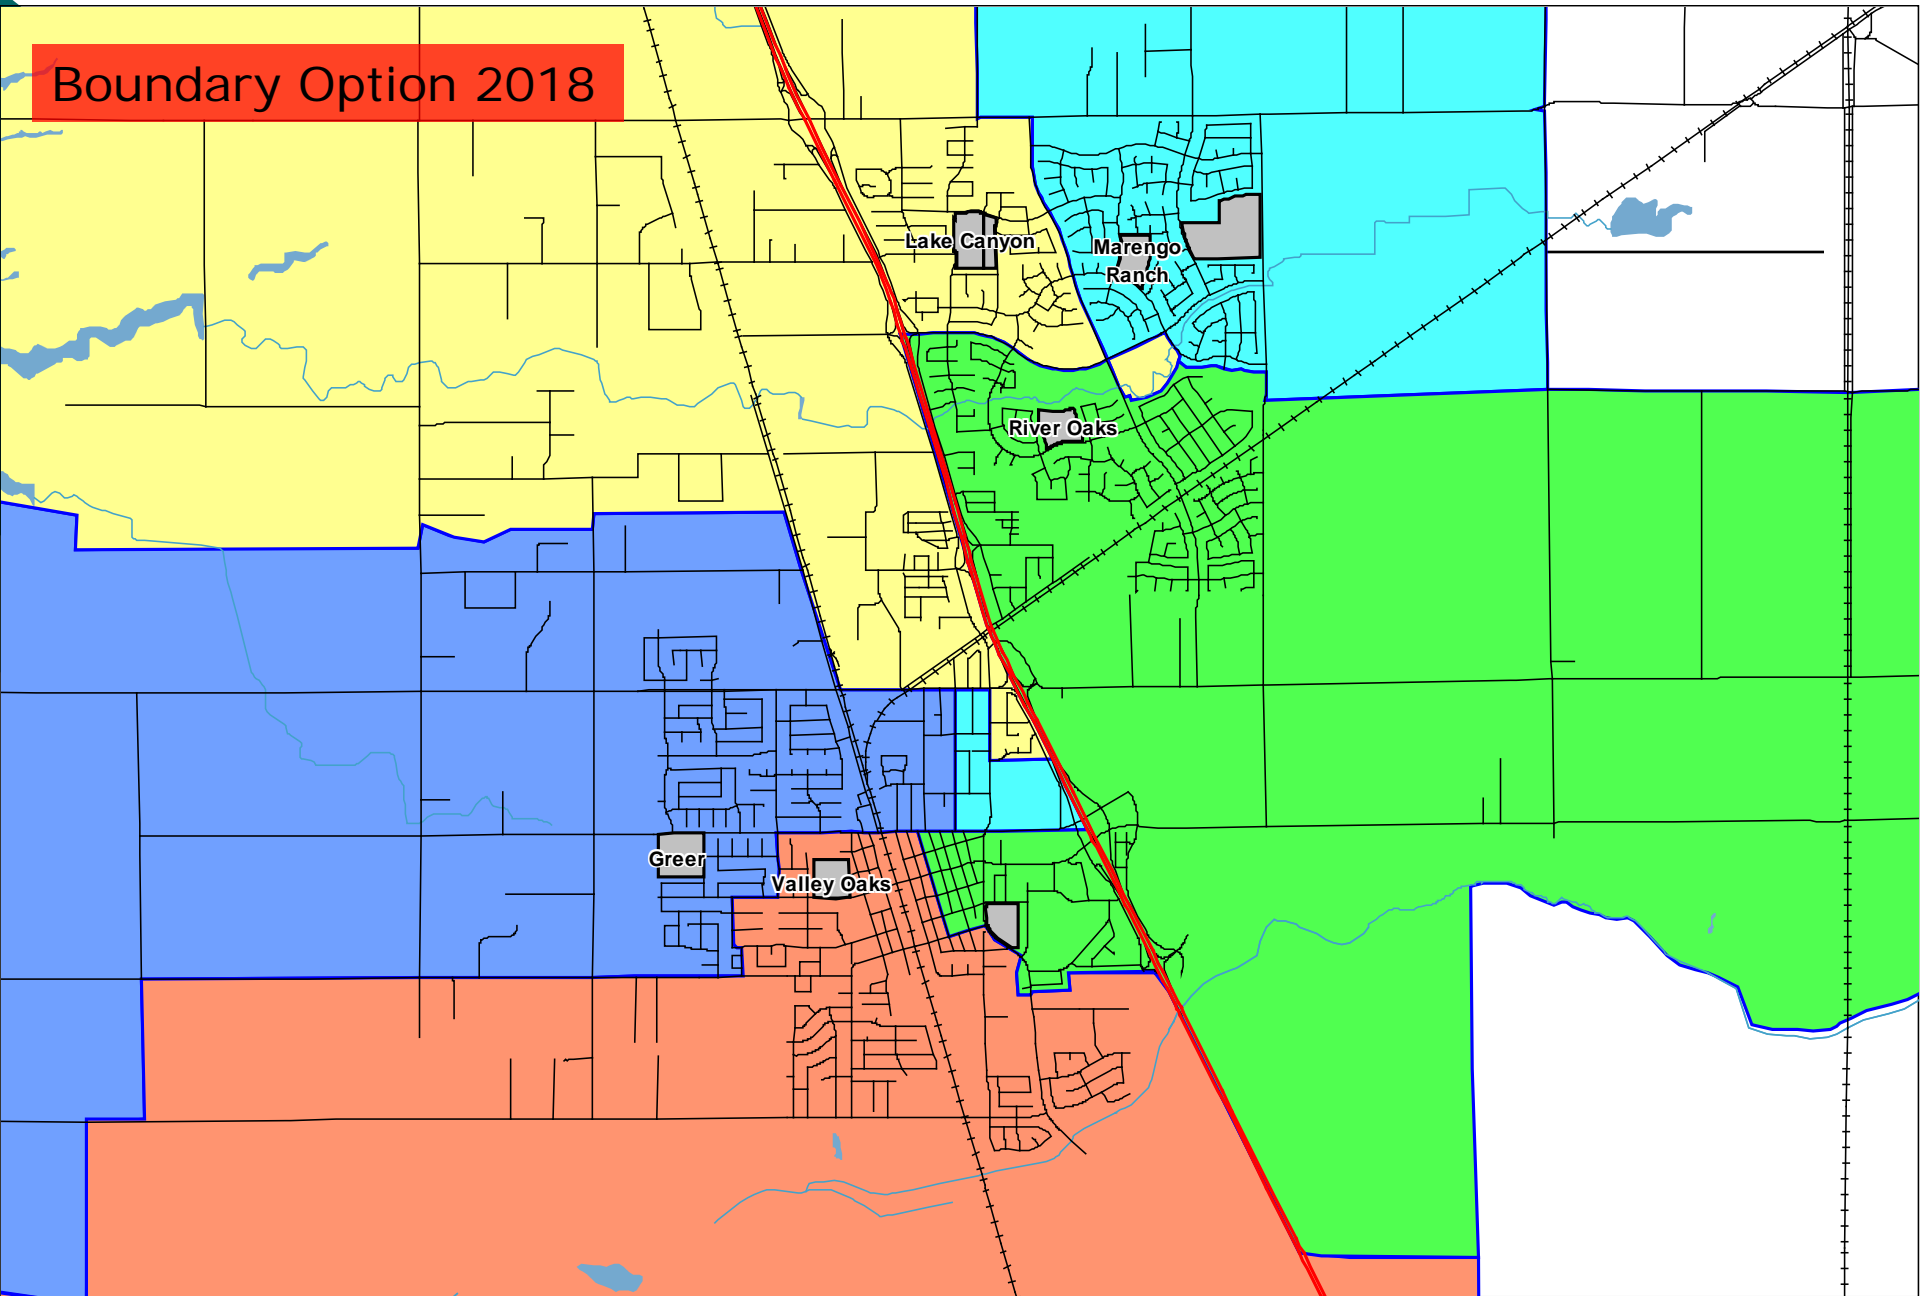 Boundary Option 2018
Lake Canyon
Marengo
Ranch
River Oaks
Greer
Valley Oaks